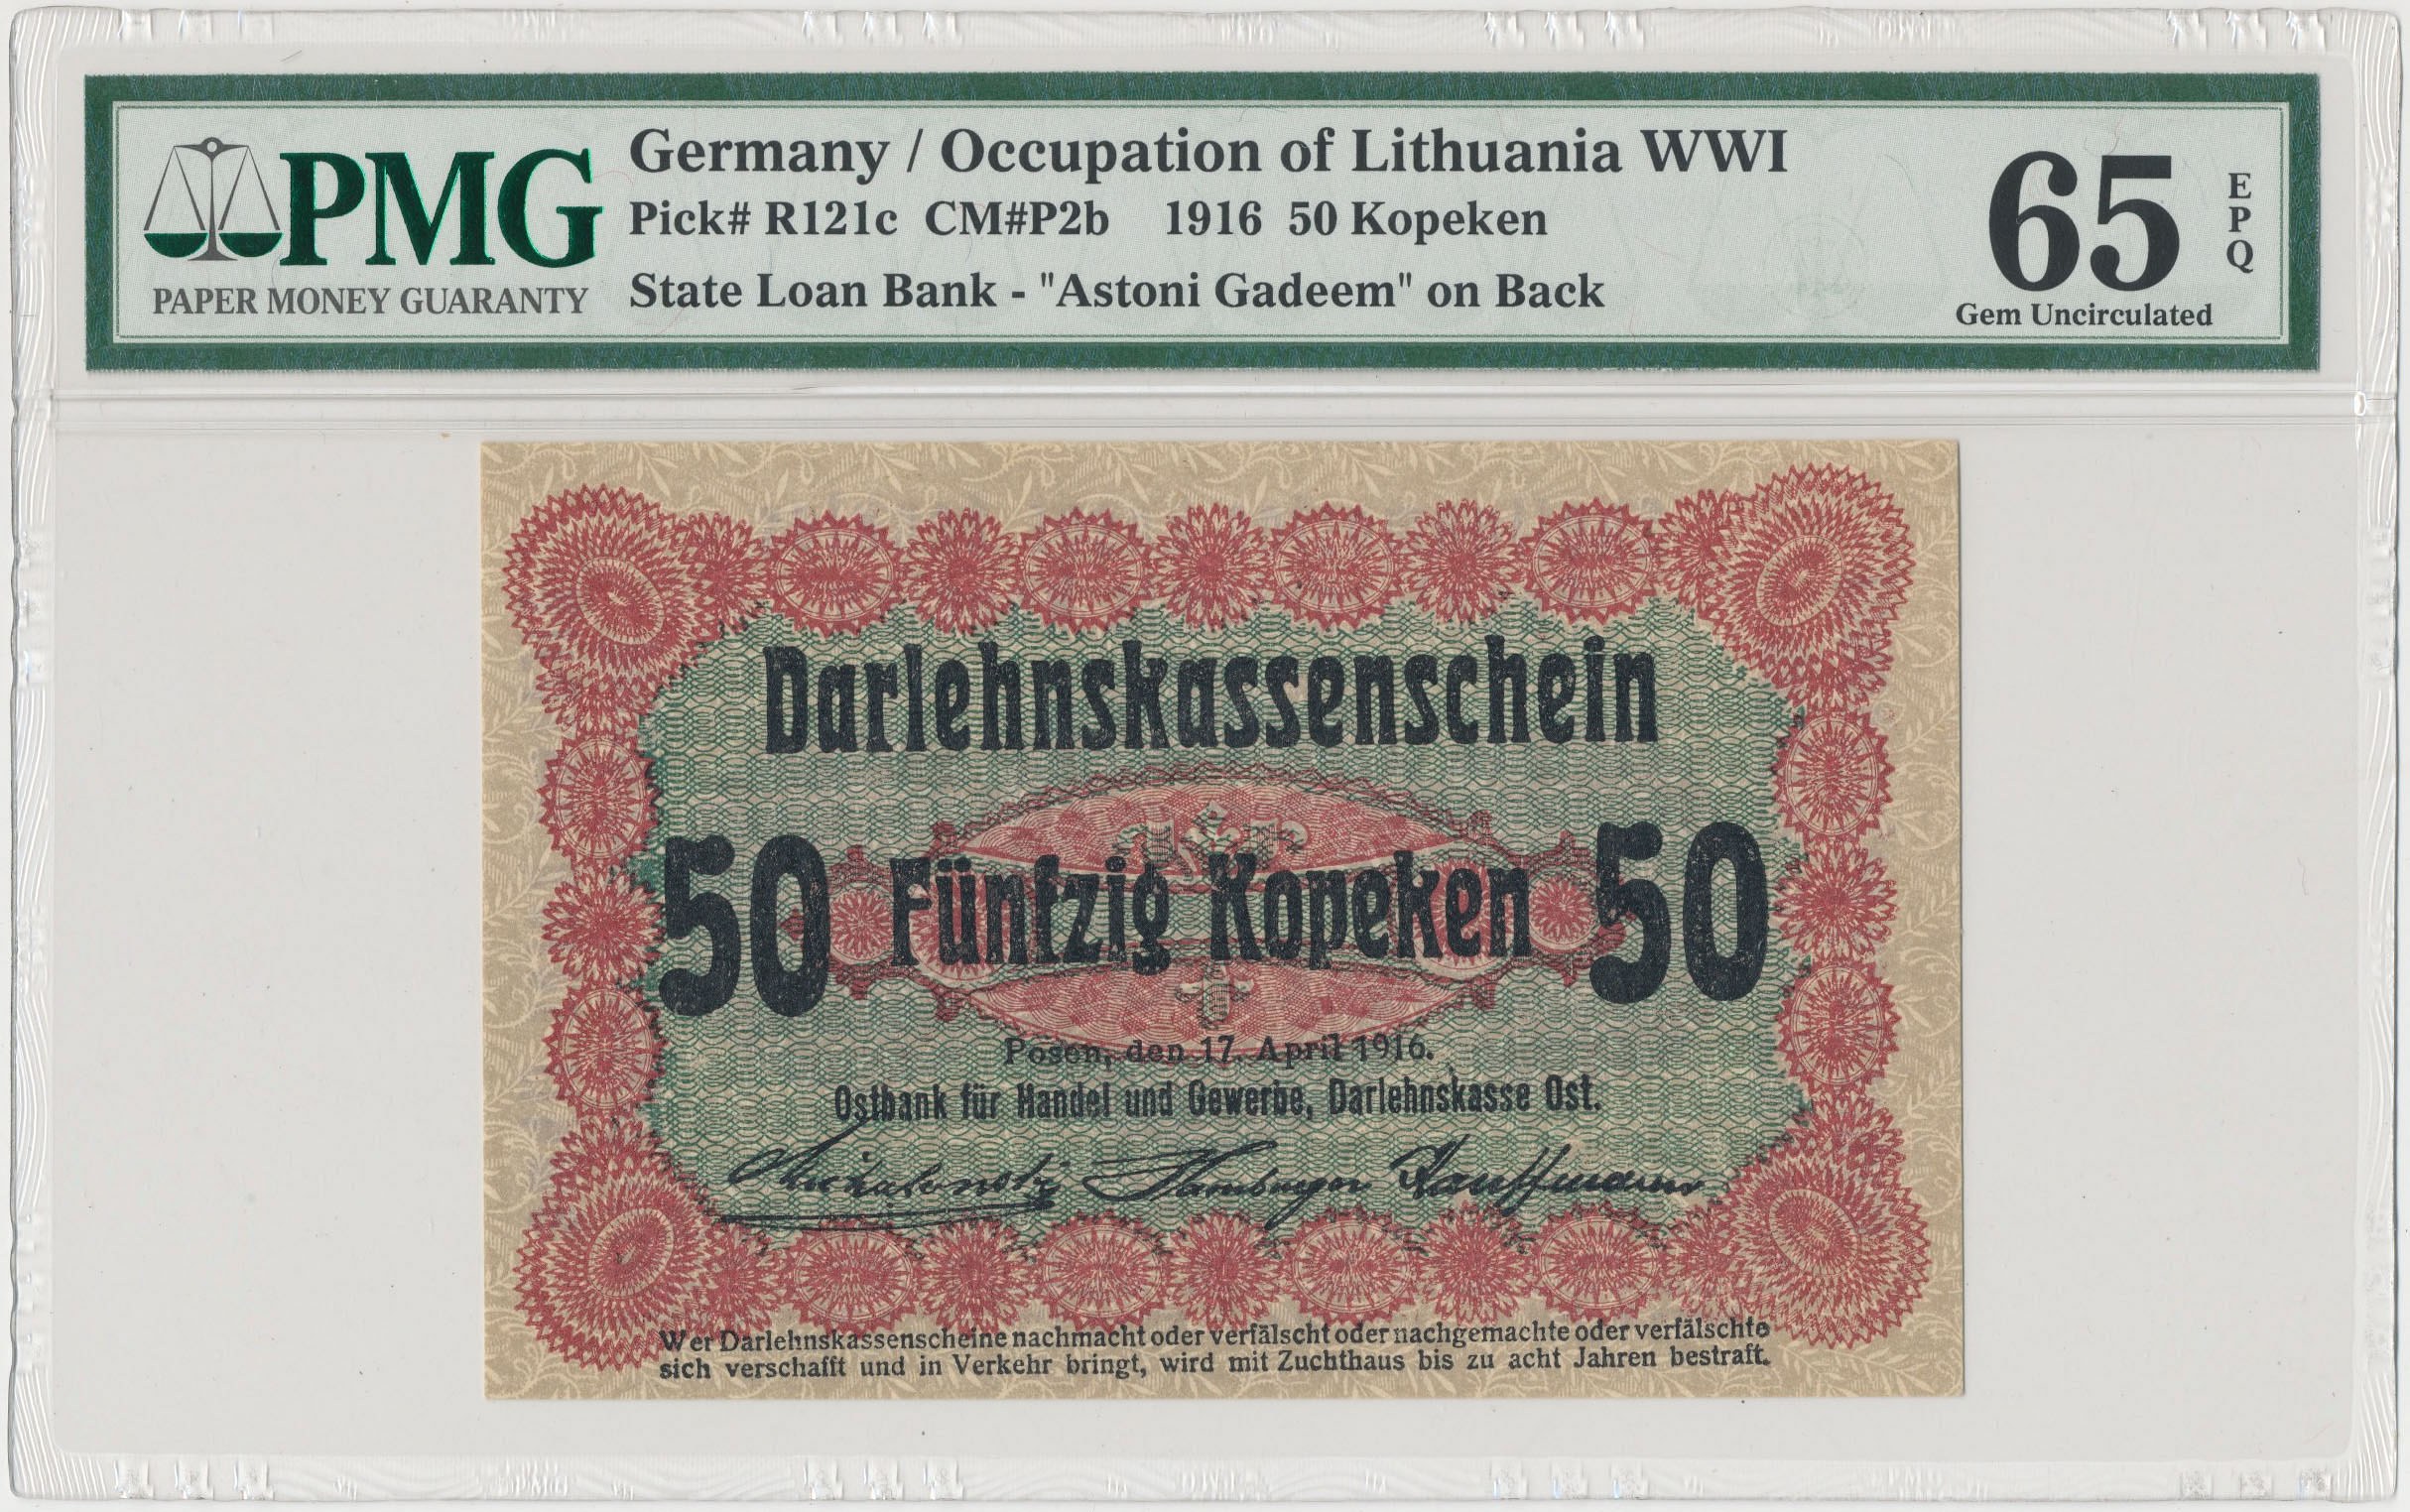 PMG
PAPER MONEY GUARANTY
Germany / Occupation of Lithuania WWI
Pick# R121c CM#P2b 1916 50 Kopeken
State Loan Bank - "Astoni Gadeem" on Back
65
EPQ
Gem Uncirculated
Darlehnskassenschein
50 Fünfzig Kopeken 50
Posen, den 17. April 1916.
Ostbank für Handel und Gewerbe, Darlehnskasse Ost.
Michalowsky Hamburger Kauffmann
Wer Darlehnskassenscheine nachmacht oder verfälscht oder nachgemachte oder verfälschte
sich verschafft und in Verkehr bringt, wird mit Zuchthaus bis zu acht Jahren bestraft.